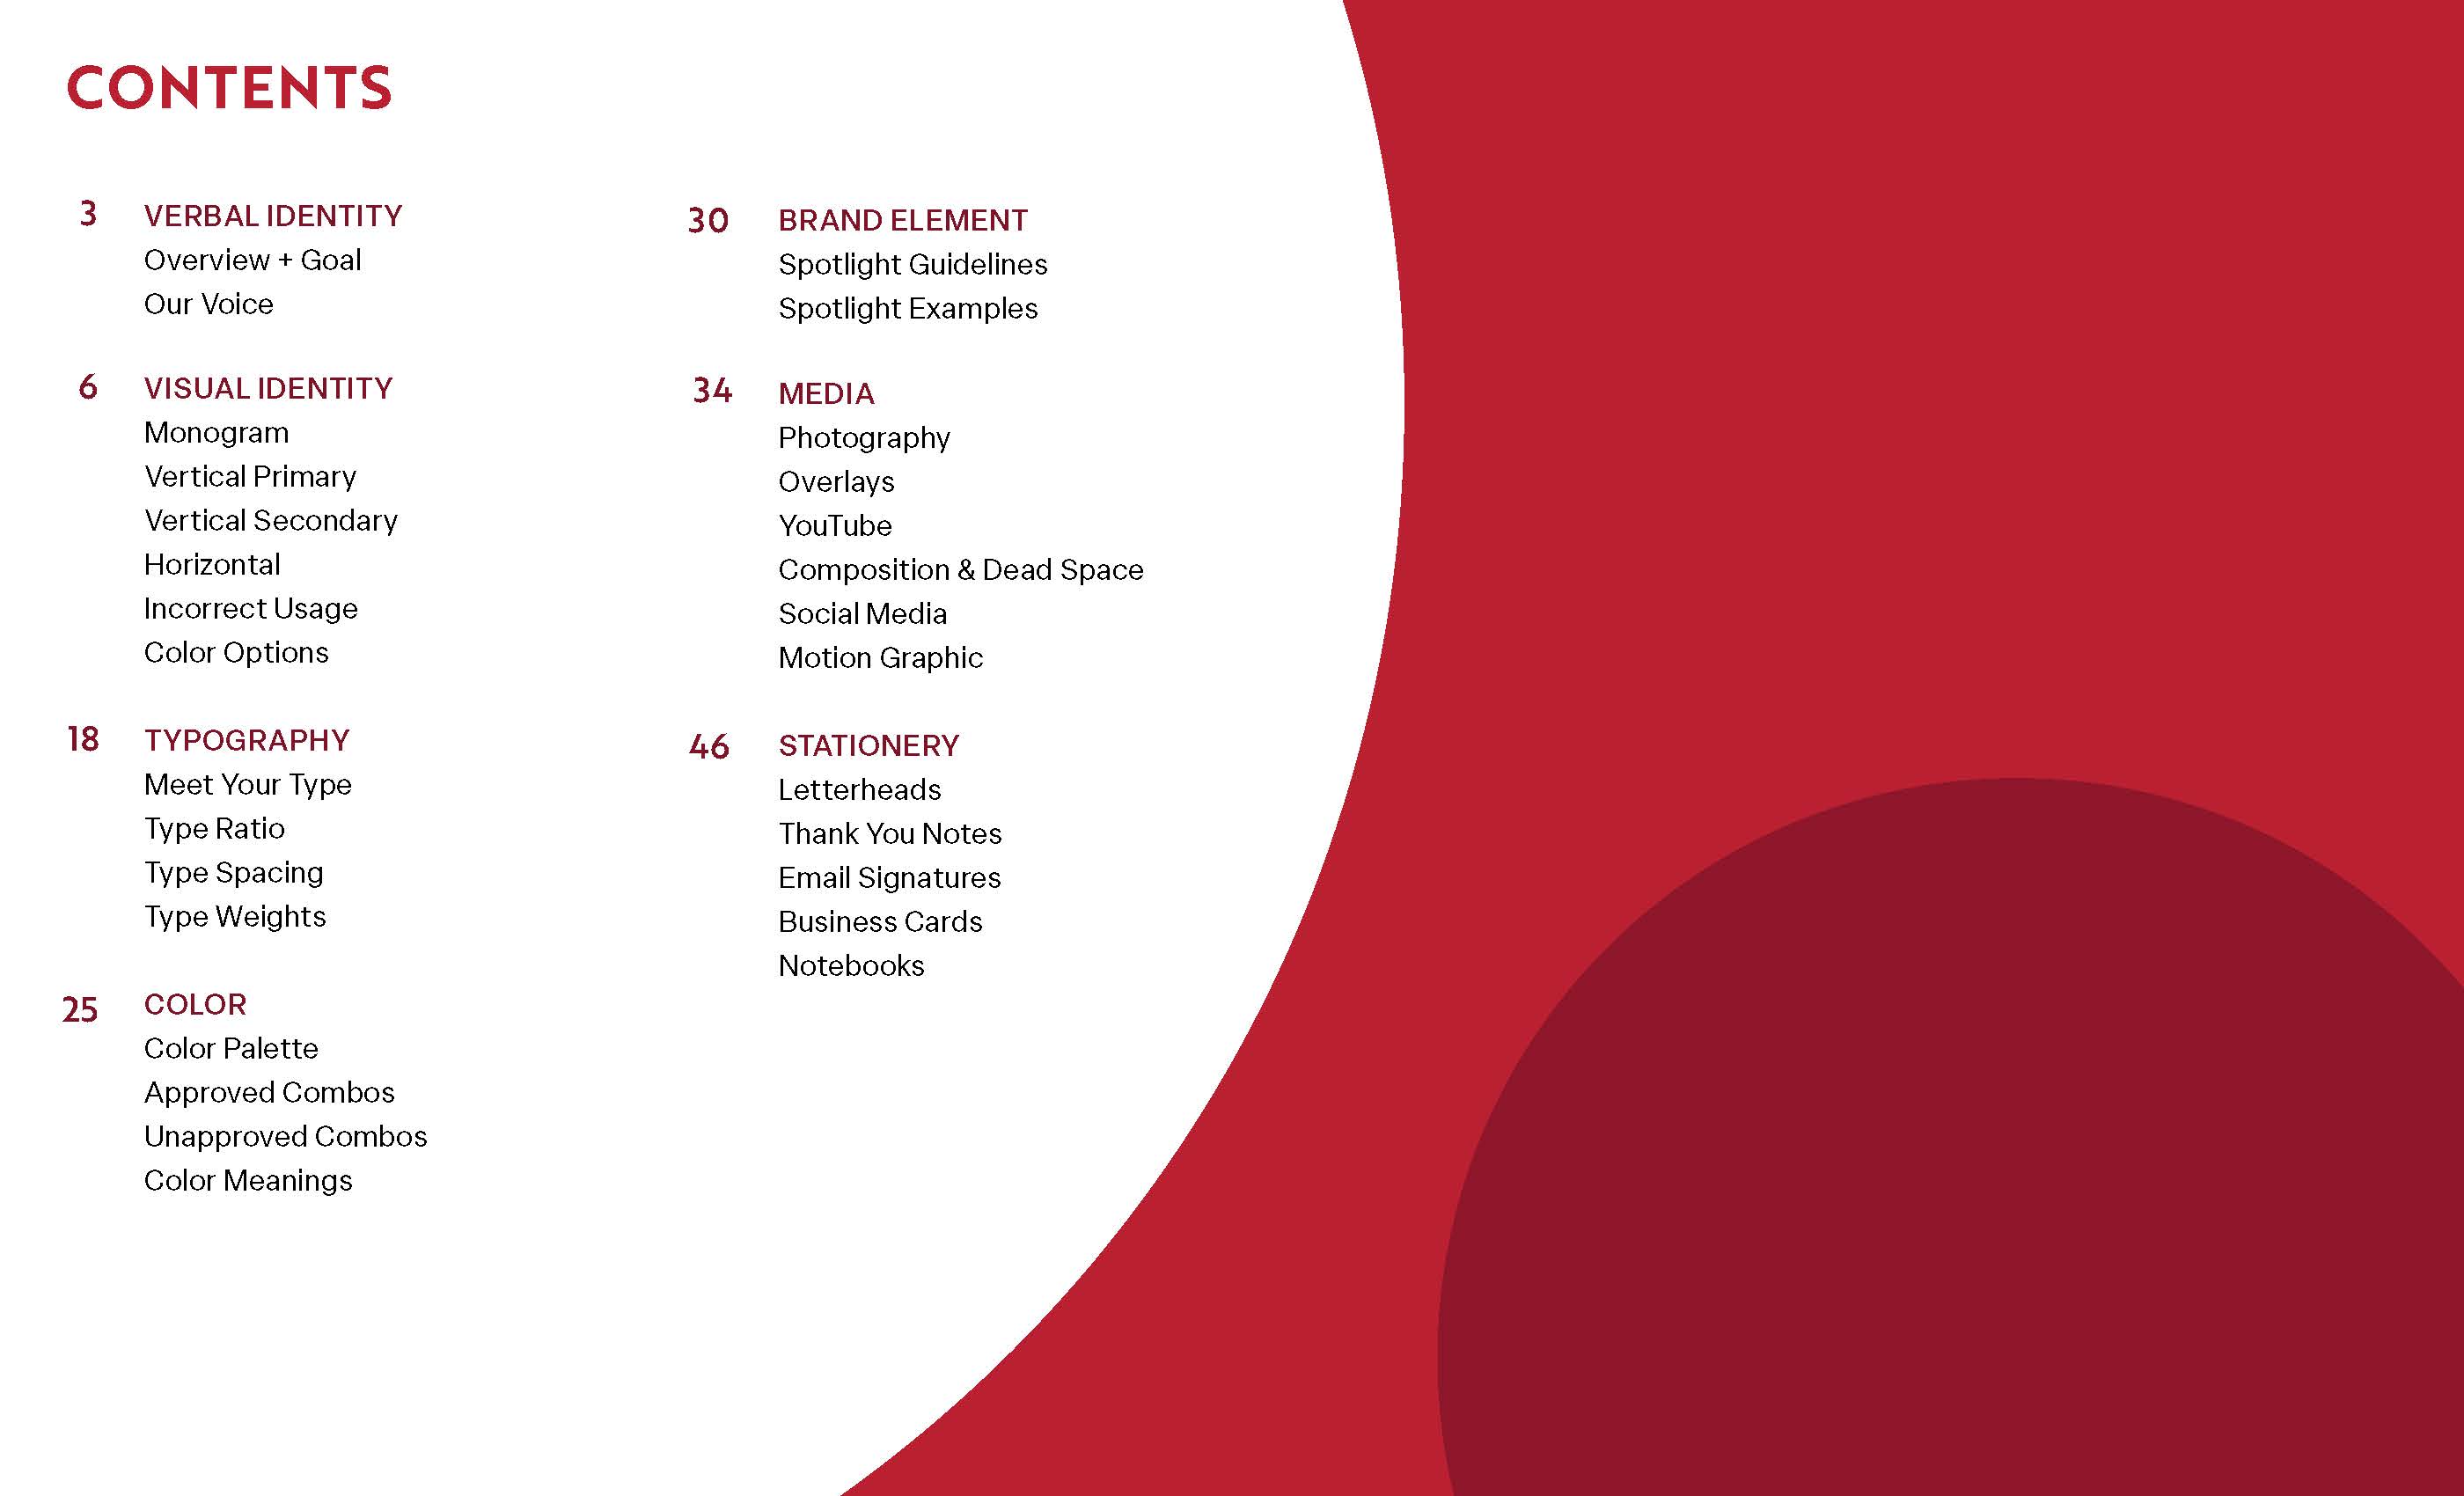 CONTENTS
3 VERBAL IDENTITY
Overview + Goal
Our Voice
6 VISUAL IDENTITY
Monogram
Vertical Primary
Vertical Secondary
Horizontal
Incorrect Usage
Color Options
18 TYPOGRAPHY
Meet Your Type
Type Ratio
Type Spacing
Type Weights
25 COLOR
Color Palette
Approved Combos
Unapproved Combos
Color Meanings
30 BRAND ELEMENT
Spotlight Guidelines
Spotlight Examples
34 MEDIA
Photography
Overlays
YouTube
Composition & Dead Space
Social Media
Motion Graphic
46 STATIONERY
Letterheads
Thank You Notes
Email Signatures
Business Cards
Notebooks